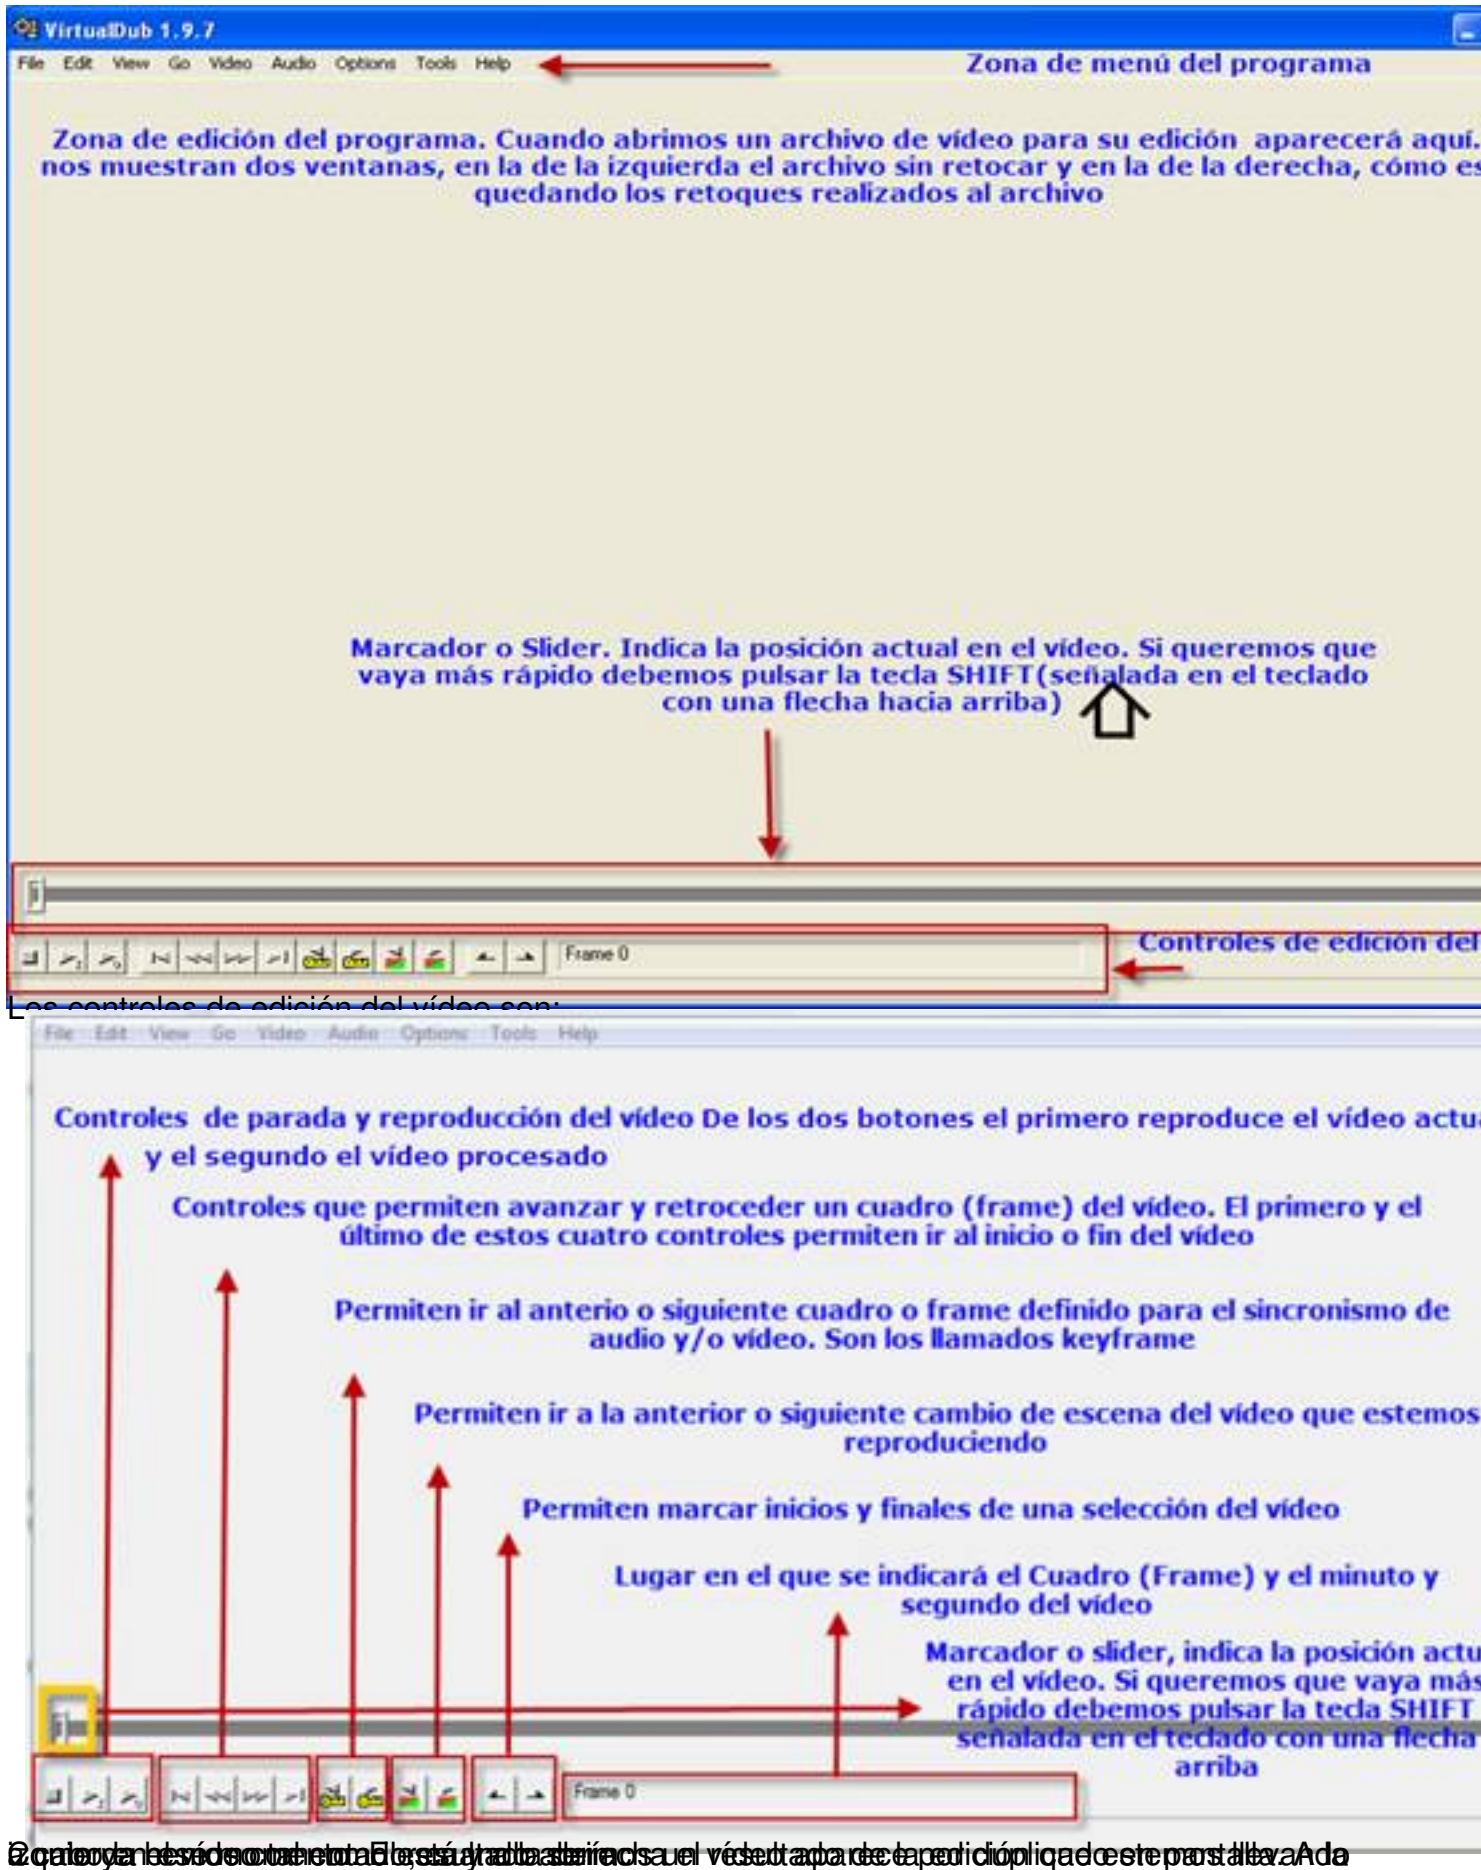 VirtualDub 1.9.7
File Edit View Go Video Audio Options Tools Help
Zona de menú del programa
Zona de edición del programa. Cuando abrimos un archivo de vídeo para su edición aparecerá aquí.
nos muestran dos ventanas, en la de la izquierda el archivo sin retocar y en la de la derecha, cómo es
quedando los retoques realizados al archivo
Marcador o Slider. Indica la posición actual en el vídeo. Si queremos que
vaya más rápido debemos pulsar la tecla SHIFT(señalada en el teclado
con una flecha hacia arriba)
Frame 0
Controles de edición del
Los controles de edición del vídeo son:
File Edit View Go Video Audio Options Tools Help
Controles de parada y reproducción del vídeo De los dos botones el primero reproduce el vídeo actu
y el segundo el vídeo procesado
Controles que permiten avanzar y retroceder un cuadro (frame) del vídeo. El primero y el
último de estos cuatro controles permiten ir al inicio o fin del vídeo
Permiten ir al anterio o siguiente cuadro o frame definido para el sincronismo de
audio y/o vídeo. Son los llamados keyframe
Permiten ir a la anterior o siguiente cambio de escena del vídeo que estemos
reproduciendo
Permiten marcar inicios y finales de una selección del vídeo
Lugar en el que se indicará el Cuadro (Frame) y el minuto y
segundo del vídeo
Marcador o slider, indica la posición actu
en el vídeo. Si queremos que vaya más
rápido debemos pulsar la tecla SHIFT
señalada en el teclado con una flecha
arriba
Frame 0